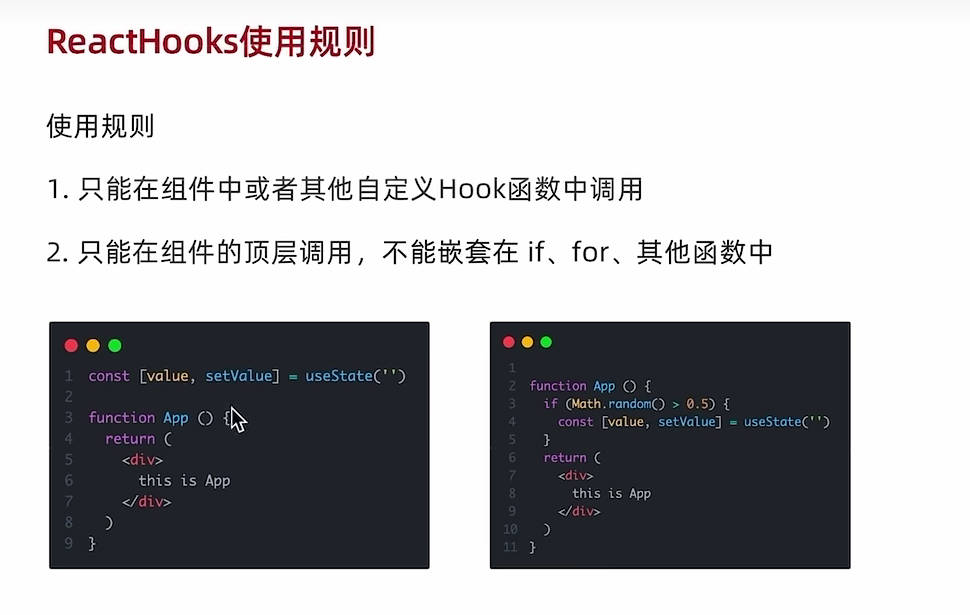 ReactHooks使用规则
使用规则
1. 只能在组件中或者其他自定义Hook函数中调用
2. 只能在组件的顶层调用，不能嵌套在 if、for、其他函数中
1 const [value, setValue] = useState('')
2
3 function App () {
4   return (
5     <div>
6       this is App
7     </div>
8   )
9 }
1
2 function App () {
3   if (Math.random() > 0.5) {
4     const [value, setValue] = useState('')
5   }
6   return (
7     <div>
8       this is App
9     </div>
10   )
11 }